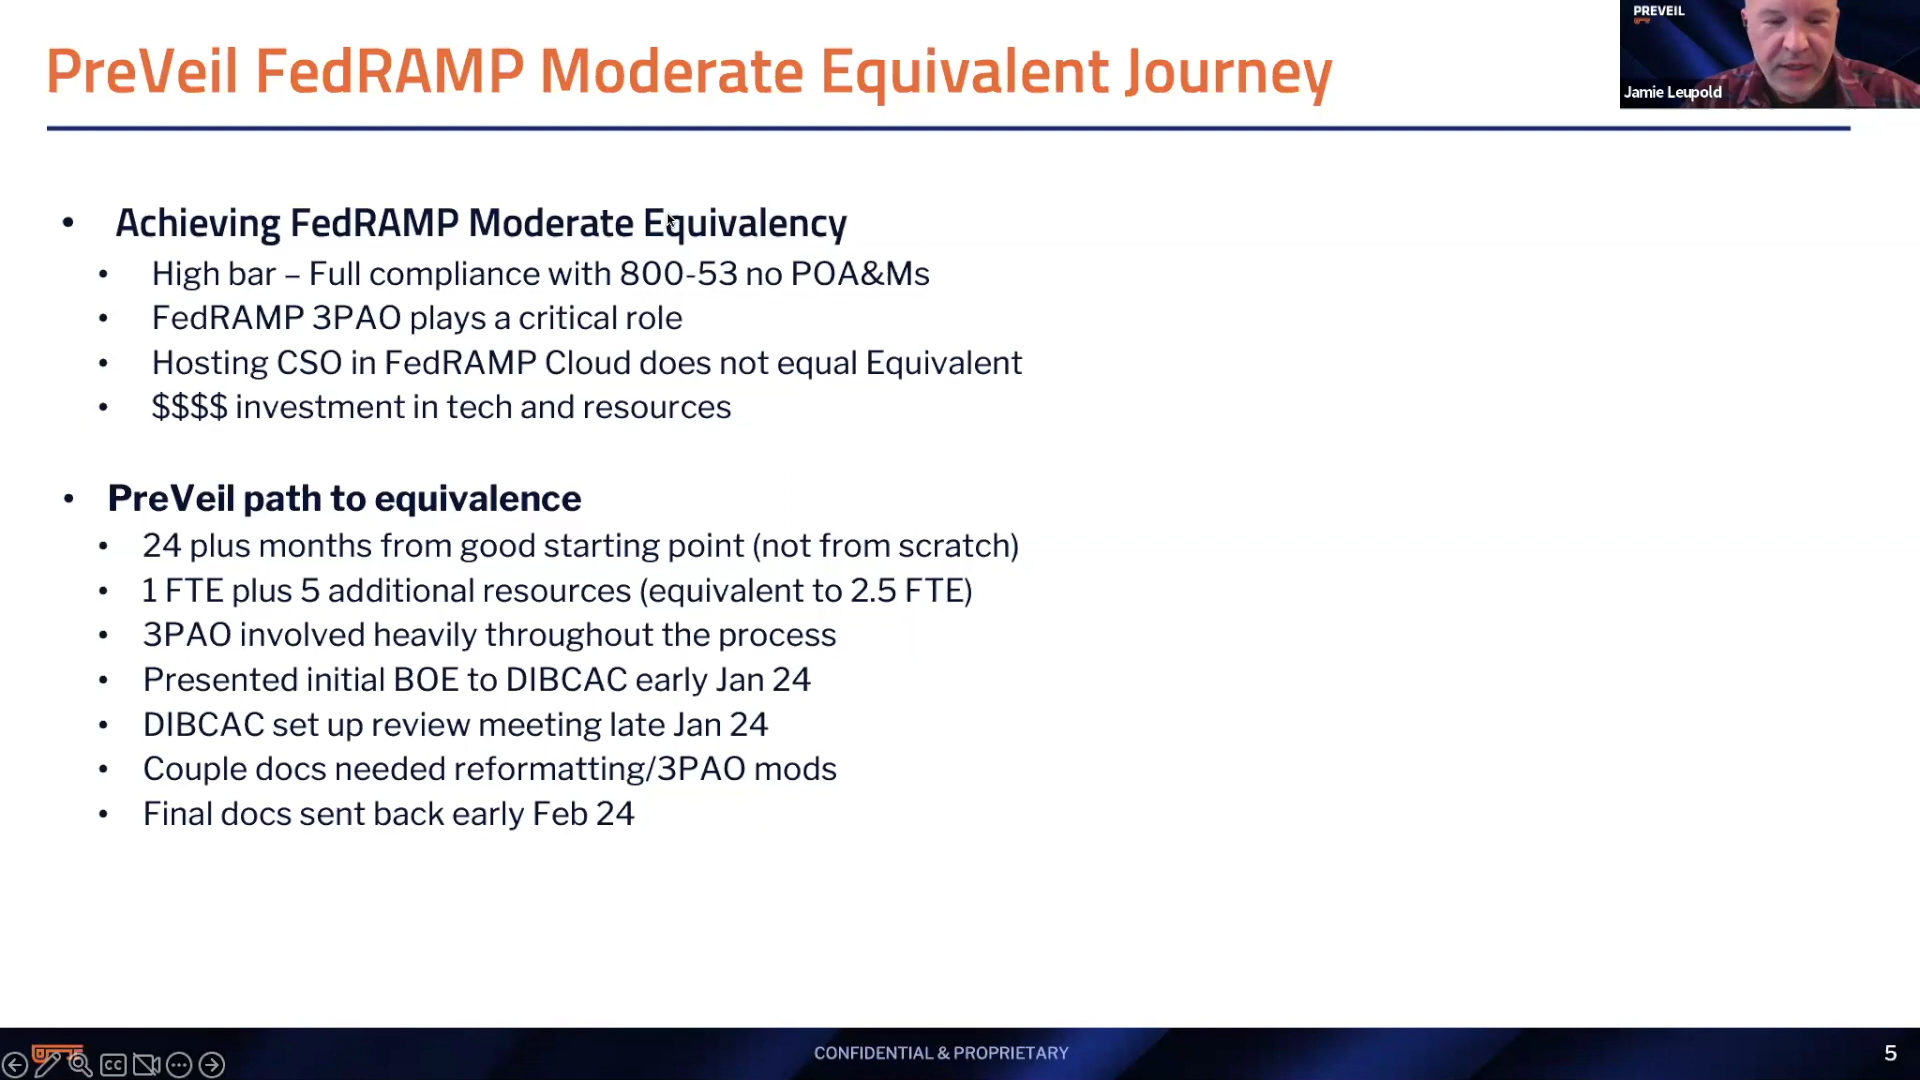 PreVeil FedRAMP Moderate Equivalent Journey
PREVEIL
Jamie Leupold
• Achieving FedRAMP Moderate Equivalency
• High bar – Full compliance with 800-53 no POA&Ms
• FedRAMP 3PAO plays a critical role
• Hosting CSO in FedRAMP Cloud does not equal Equivalent
• $$$$ investment in tech and resources
• PreVeil path to equivalence
• 24 plus months from good starting point (not from scratch)
• 1 FTE plus 5 additional resources (equivalent to 2.5 FTE)
• 3PAO involved heavily throughout the process
• Presented initial BOE to DIBCAC early Jan 24
• DIBCAC set up review meeting late Jan 24
• Couple docs needed reformatting/3PAO mods
• Final docs sent back early Feb 24
CC
CONFIDENTIAL & PROPRIETARY
5